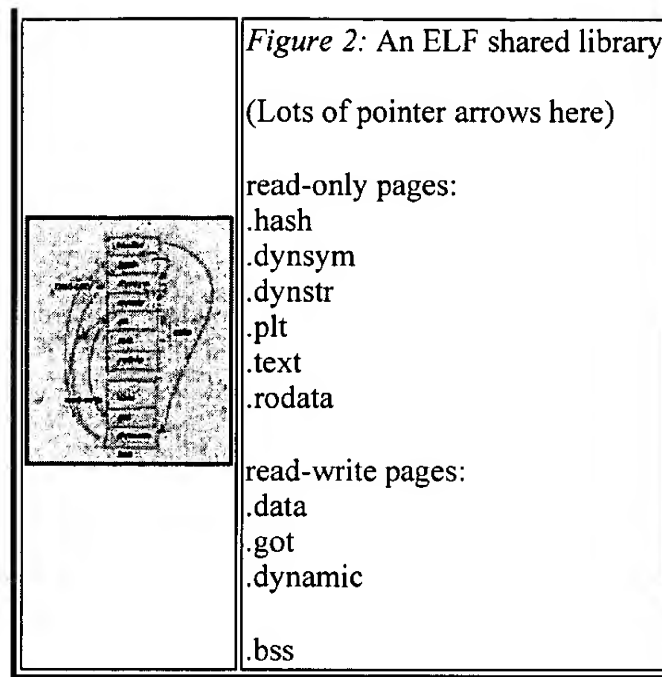 Figure 2: An ELF shared library
(Lots of pointer arrows here)
read-only pages:
.hash
.dynsym
.dynstr
.plt
.text
.rodata
read-write pages:
.data
.got
.dynamic
.bss